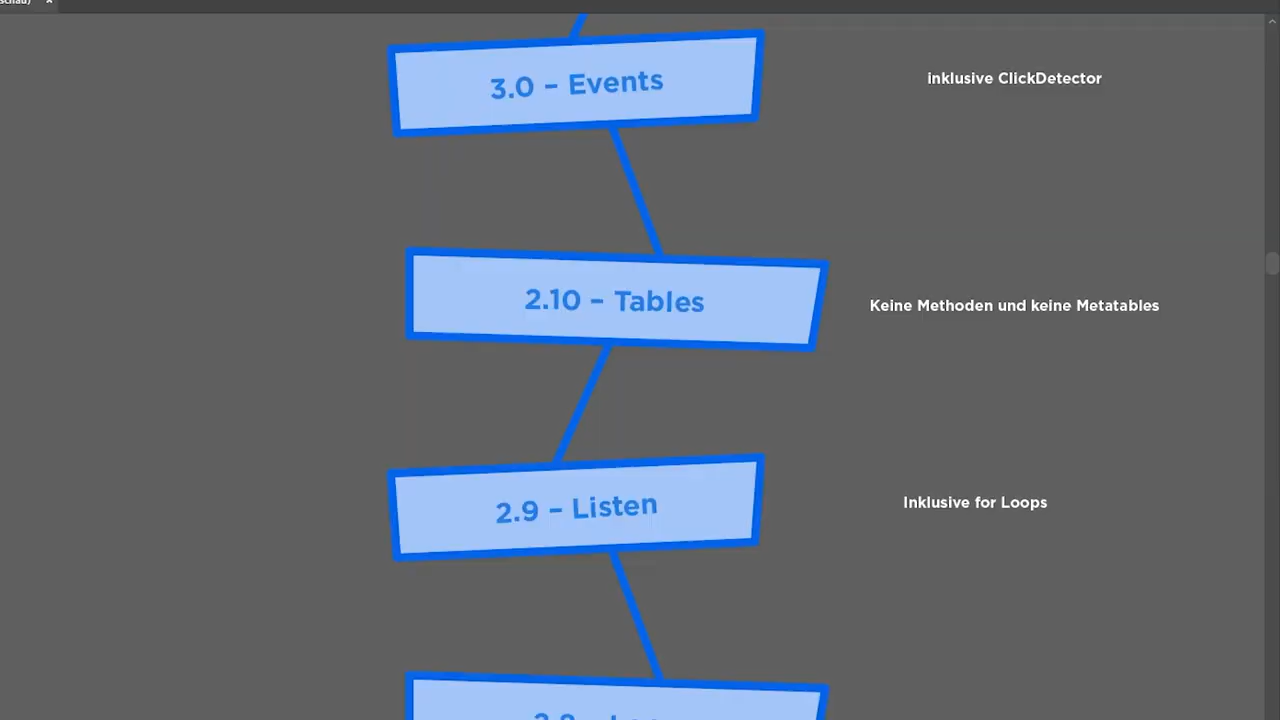 3.0 – Events
inklusive ClickDetector
2.10 – Tables
Keine Methoden und keine Metatables
2.9 – Listen
Inklusive for Loops